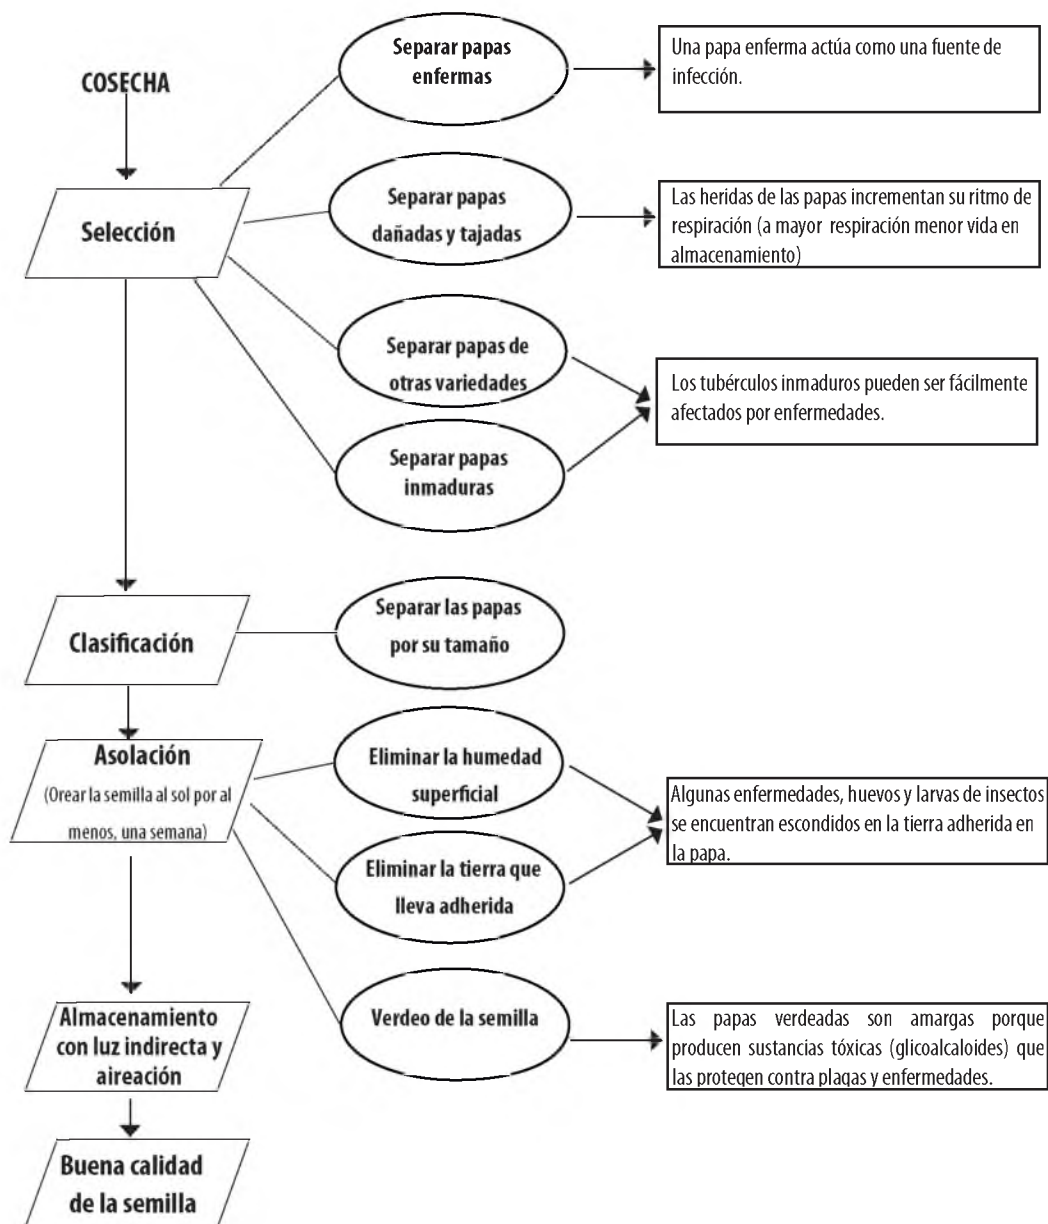 COSECHA
Separar papas
enfermas
Una papa enferma actúa como una fuente de
infección.
Selección
Separar papas
dañadas y tajadas
Las heridas de las papas incrementan su ritmo de
respiración (a mayor respiración menor vida en
almacenamiento)
Separar papas de
otras variedades
Separar papas
inmaduras
Los tubérculos inmaduros pueden ser fácilmente
afectados por enfermedades.
Clasificación
Separar las papas
por su tamaño
Asolación
(Orear la semilla al sol por al
menos, una semana)
Eliminar la humedad
superficial
Eliminar la tierra que
lleva adherida
Algunas enfermedades, huevos y larvas de insectos
se encuentran escondidos en la tierra adherida en
la papa.
Verdeo de la semilla
Las papas verdeadas son amargas porque
producen sustancias tóxicas (glicoalcaloides) que
las protegen contra plagas y enfermedades.
Almacenamiento
con luz indirecta y
aireación
Buena calidad
de la semilla